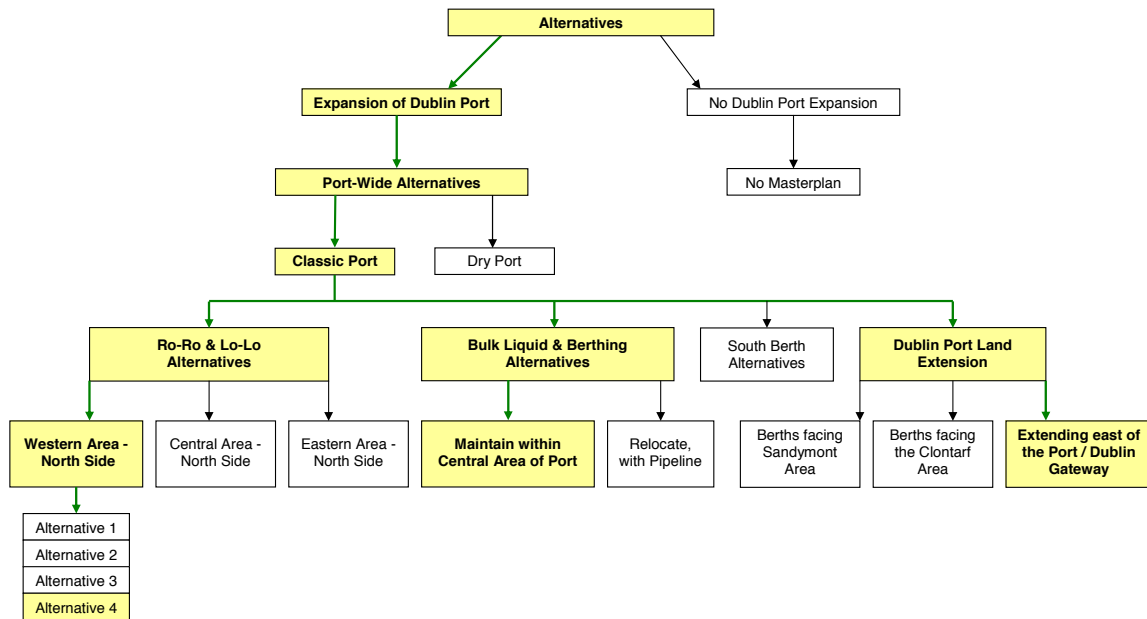 Alternatives
Expansion of Dublin Port
No Dublin Port Expansion
Port-Wide Alternatives
No Masterplan
Classic Port
Dry Port
Ro-Ro & Lo-Lo
Alternatives
Bulk Liquid & Berthing
Alternatives
South Berth
Alternatives
Dublin Port Land
Extension
Western Area -
North Side
Central Area -
North Side
Eastern Area -
North Side
Maintain within
Central Area of Port
Relocate,
with Pipeline
Berths facing
Sandymont
Area
Berths facing
the Clontarf
Area
Extending east of
the Port / Dublin
Gateway
Alternative 1
Alternative 2
Alternative 3
Alternative 4